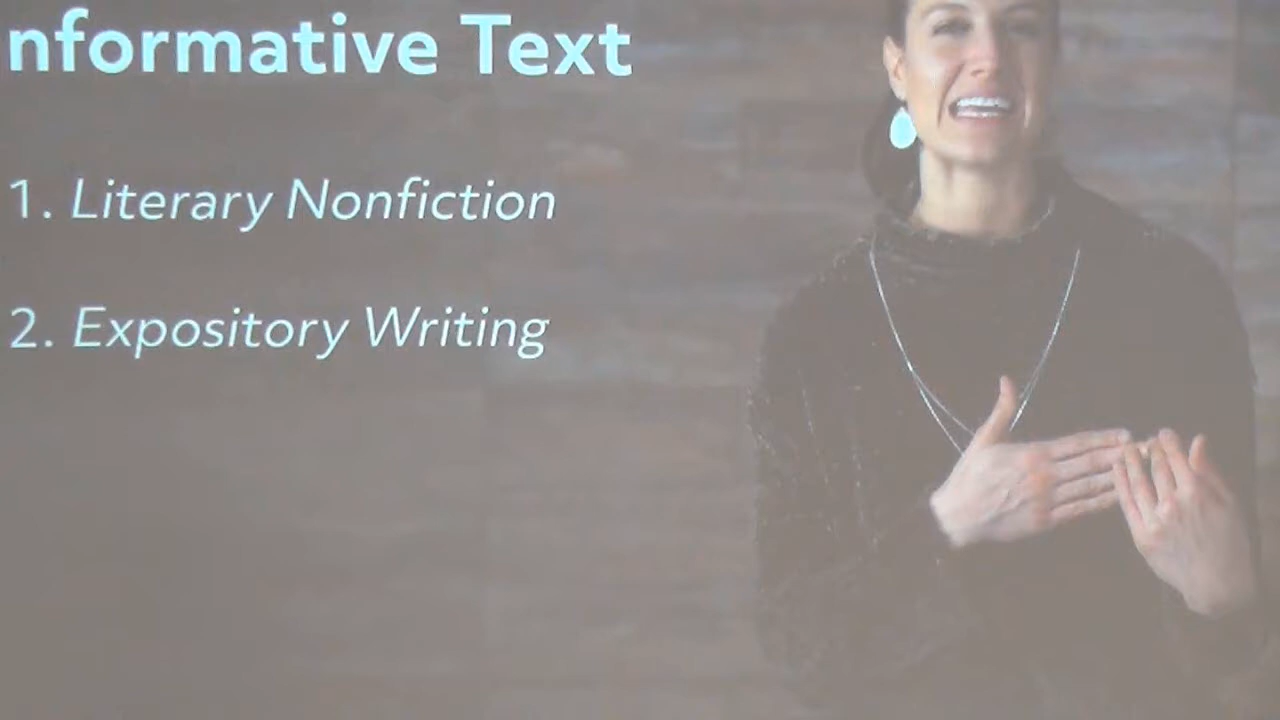 nformative Text
1. Literary Nonfiction
2. Expository Writing